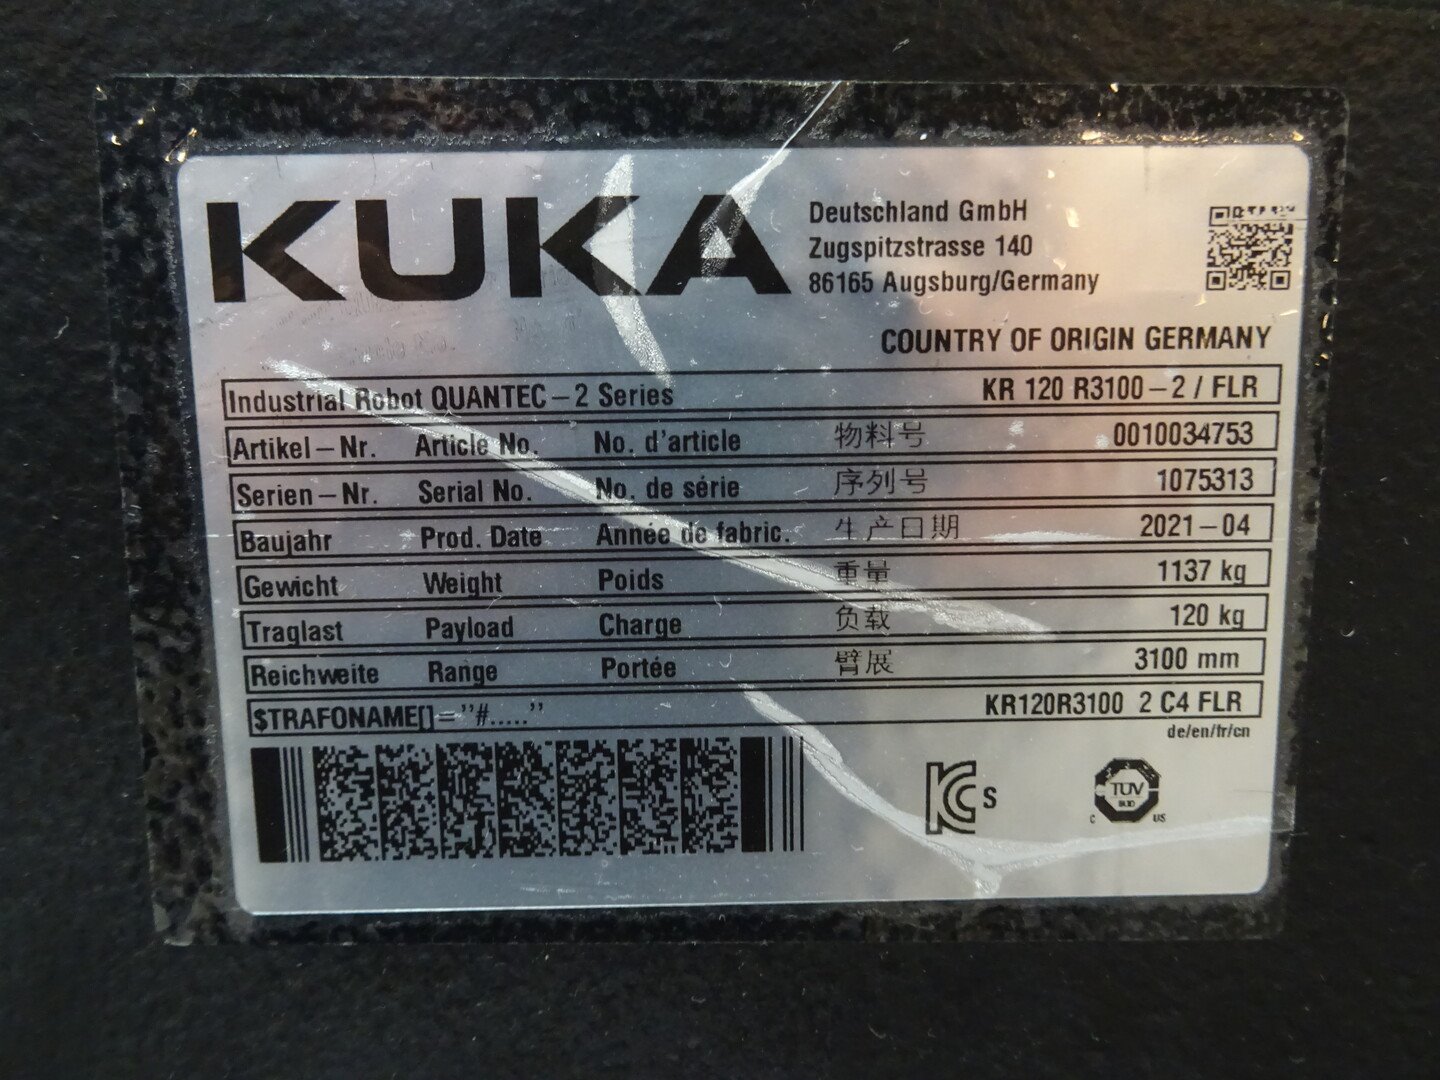 KUKA
Deutschland GmbH
Zugspitzstrasse 140
86165 Augsburg/Germany
COUNTRY OF ORIGIN GERMANY
Industrial Robot QUANTEC-2 Series KR 120 R3100-2 / FLR
Artikel-Nr. Article No. No. d'article 物料号 0010034753
Serien-Nr. Serial No. No. de série 序列号 1075313
Baujahr Prod. Date Année de fabric. 生产日期 2021-04
Gewicht Weight Poids 重量 1137 kg
Traglast Payload Charge 负载 120 kg
Reichweite Range Portée 臂展 3100 mm
$TRAFONAME[]="#....." KR120R3100 2 C4 FLR
de/en/fr/cn
KC S
TÜV
SÜD
C US